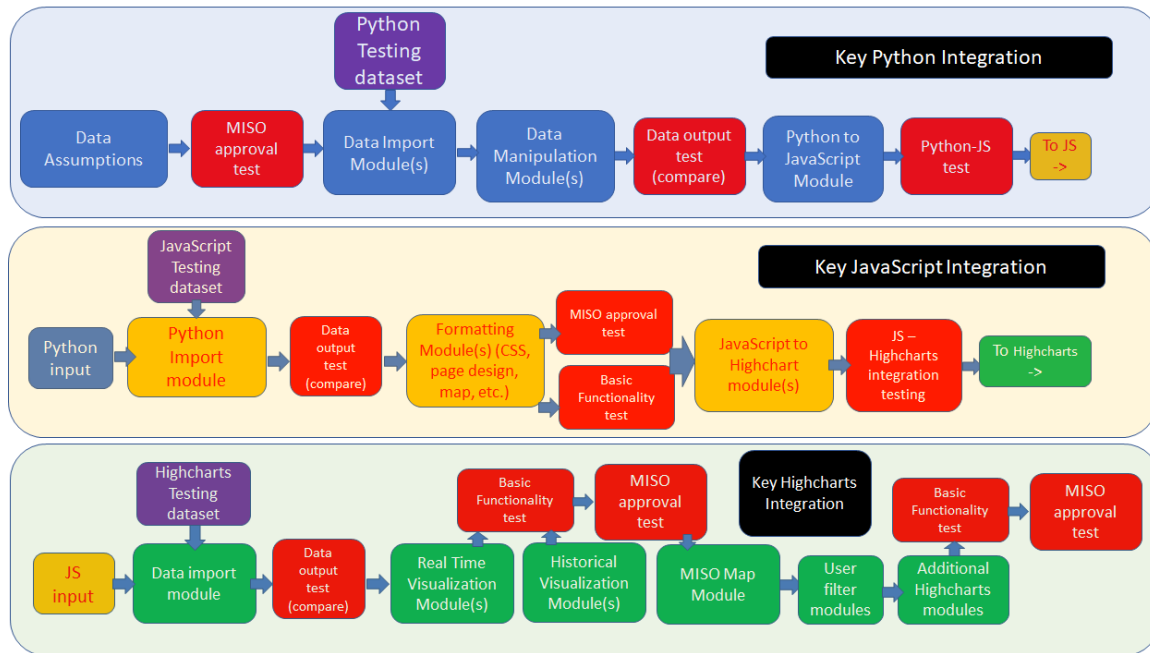 Python
Testing
dataset
Key Python Integration
Data
Assumptions
MISO
approval
test
Data Import
Module(s)
Data
Manipulation
Module(s)
Data output
test
(compare)
Python to
JavaScript
Module
Python-JS
test
To JS
->
JavaScript
Testing
dataset
Key JavaScript Integration
Python
input
Python
Import
module
Data
output
test
(compare)
Formatting
Module(s) (CSS,
page design,
map, etc.)
MISO approval
test
Basic
Functionality
test
JavaScript to
Highchart
module(s)
JS –
Highcharts
integration
testing
To Highcharts
->
Highcharts
Testing
dataset
Key Highcharts
Integration
JS
input
Data import
module
Data
output
test
(compare)
Real Time
Visualization
Module(s)
Basic
Functionality
test
Historical
Visualization
Module(s)
MISO
approval
test
MISO Map
Module
User
filter
modules
Additional
Highcharts
modules
Basic
Functionality
test
MISO
approval
test